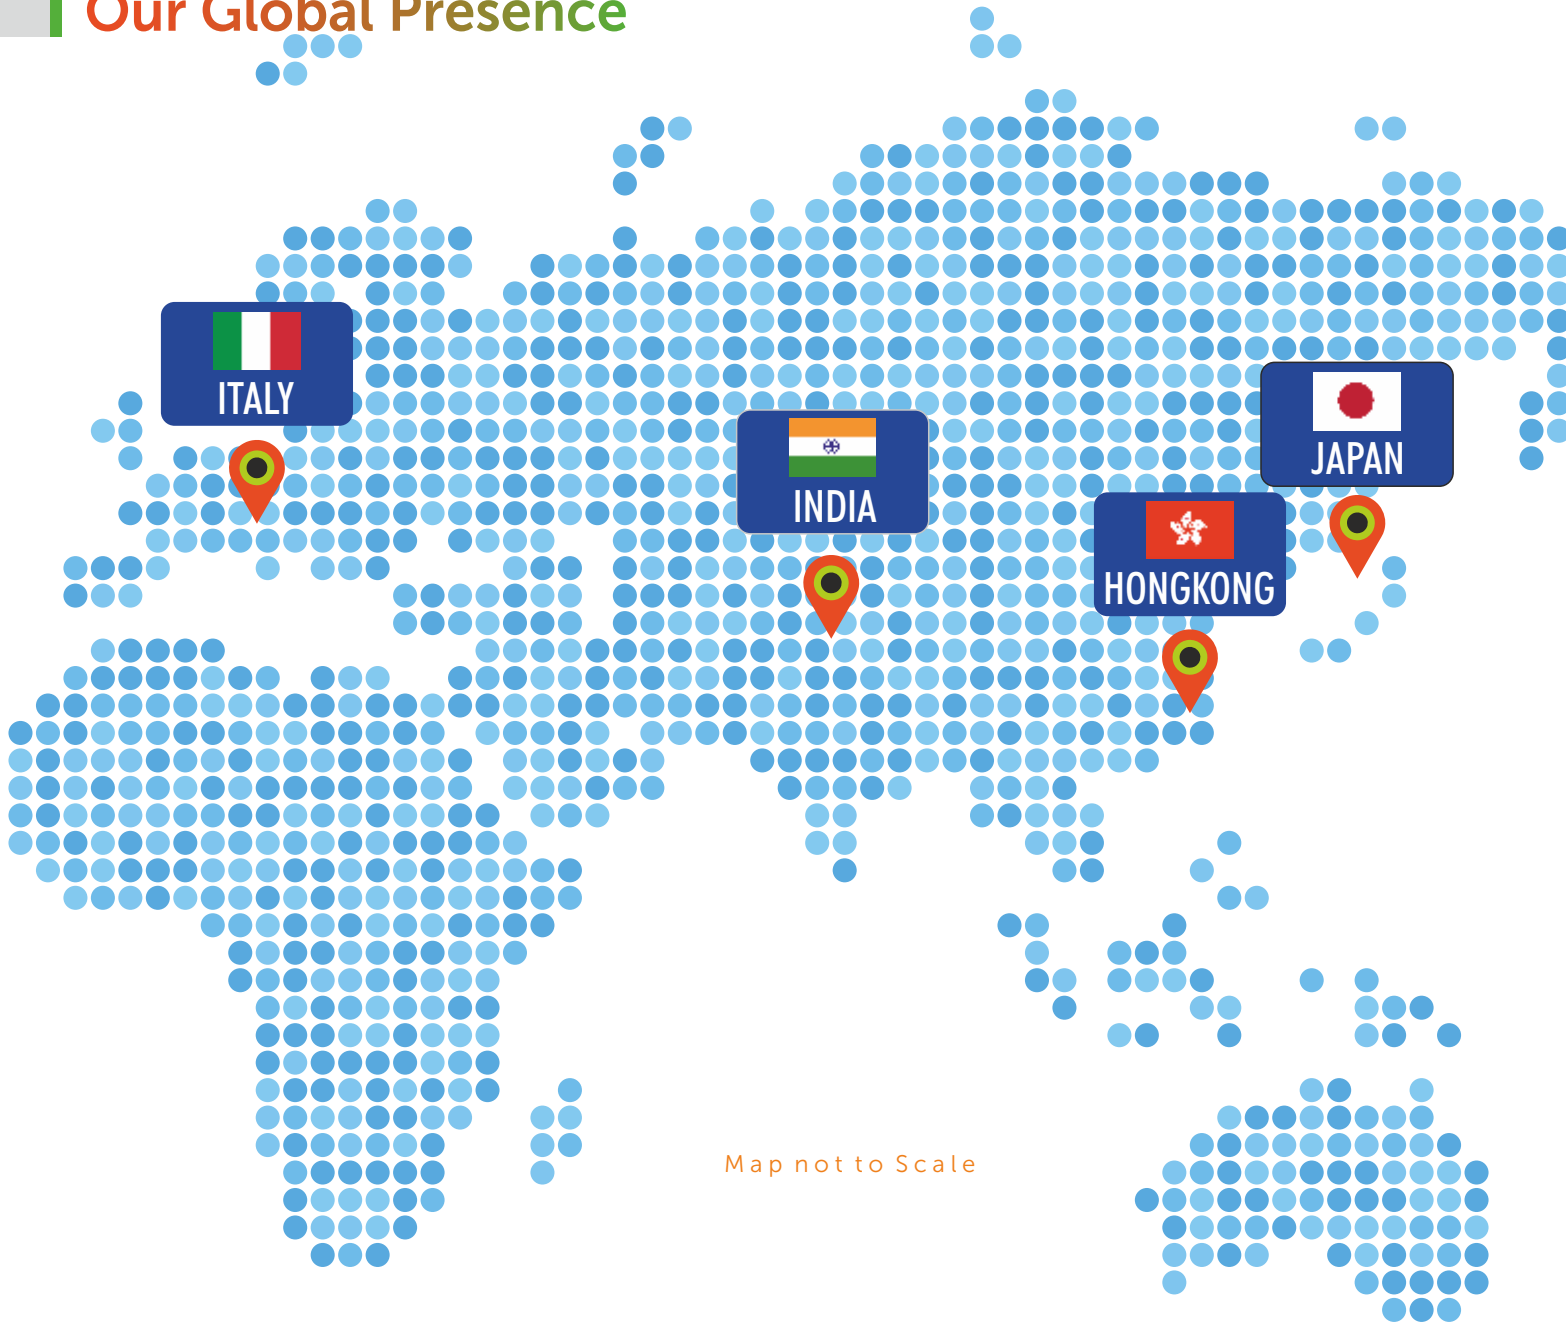 Our Global Presence
ITALY
JAPAN
INDIA
HONGKONG
Map not to Scale